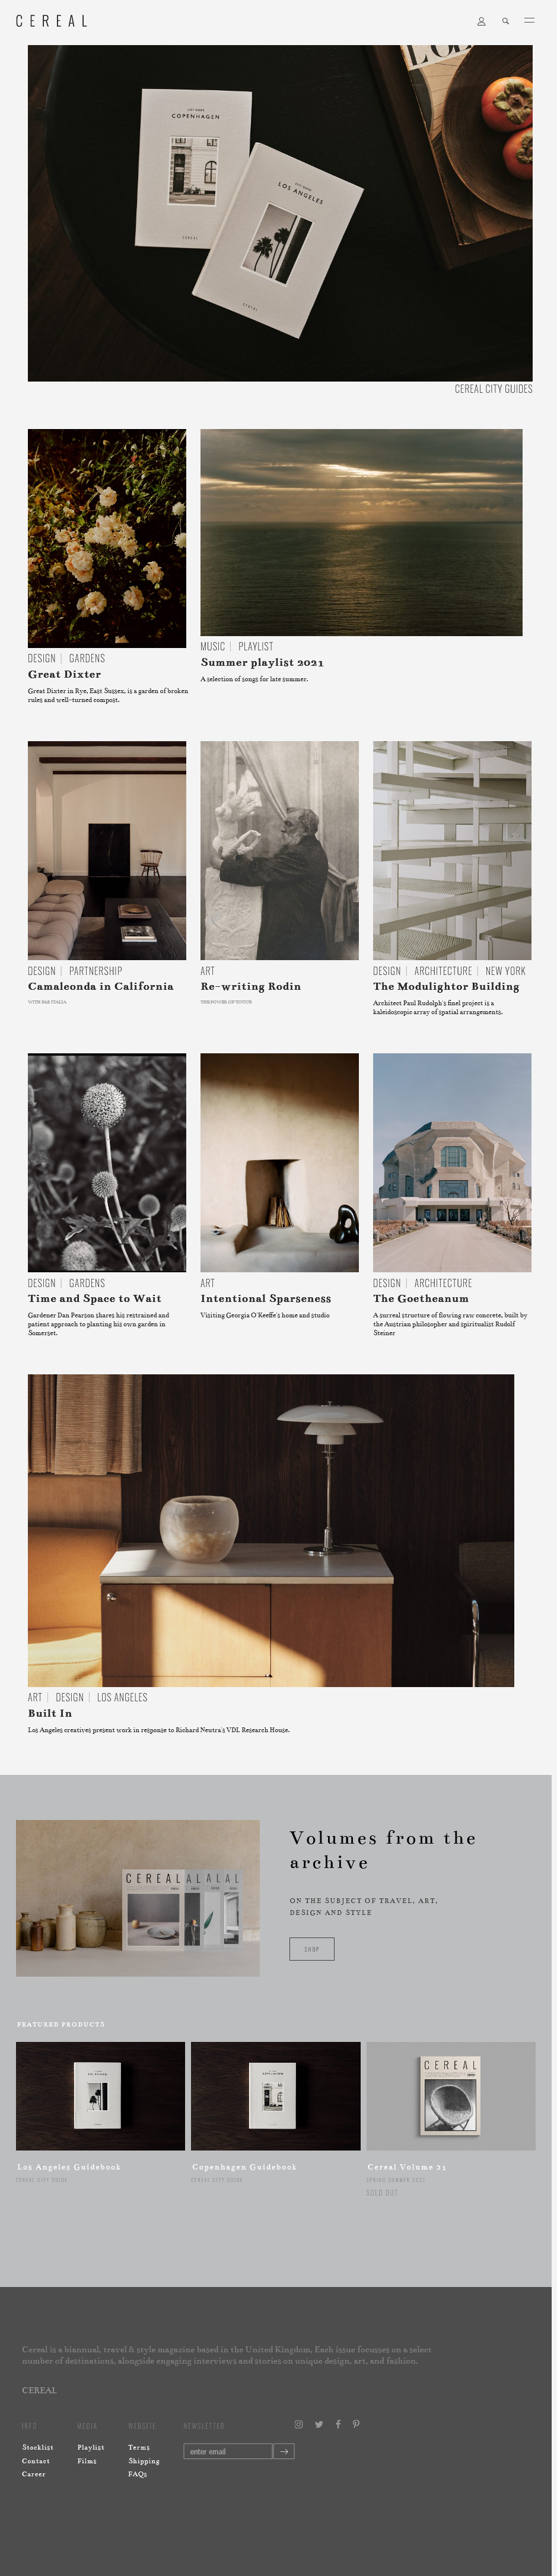 CEREAL
COPENHAGEN
LOS ANGELES
CEREAL
CEREAL
CEREAL CITY GUIDES
DESIGN | GARDENS
Great Dixter
Great Dixter in Rye, East Sussex, is a garden of broken
rules and well-turned compost.
MUSIC | PLAYLIST
Summer playlist 2021
A selection of songs for late summer.
DESIGN | PARTNERSHIP
Camaleonda in California
WITH B&B ITALIA
ART
Re-writing Rodin
THE POWER OF TOUCH
DESIGN | ARCHITECTURE | NEW YORK
The Modulightor Building
Architect Paul Rudolph's finel project is a
kaleidoscopic array of spatial arrangements.
DESIGN | GARDENS
Time and Space to Wait
Gardener Dan Pearson shares his restrained and
patient approach to planting his own garden in
Somerset.
ART
Intentional Sparseness
Visiting Georgia O'Keeffe's home and studio
DESIGN | ARCHITECTURE
The Goetheanum
A surreal structure of flowing raw concrete, built by
the Austrian philosopher and spiritualist Rudolf
Steiner
ART | DESIGN | LOS ANGELES
Built In
Los Angeles creatives present work in response to Richard Neutra's VDL Research House.
CEREAL
Volumes from the
archive
ON THE SUBJECT OF TRAVEL, ART,
DESIGN AND STYLE
SHOP
FEATURED PRODUCTS
CEREAL
Los Angeles Guidebook
CEREAL CITY GUIDE
Copenhagen Guidebook
CEREAL CITY GUIDE
Cereal Volume 21
SPRING SUMMER 2021
SOLD OUT
Cereal is a biannual, travel & style magazine based in the United Kingdom. Each issue focusses on a select
number of destinations, alongside engaging interviews and stories on unique design, art, and fashion.
CEREAL
INFO
Stocklist
Contact
Career
MEDIA
Playlist
Films
WEBSITE
Terms
Shipping
FAQs
NEWSLETTER
enter email